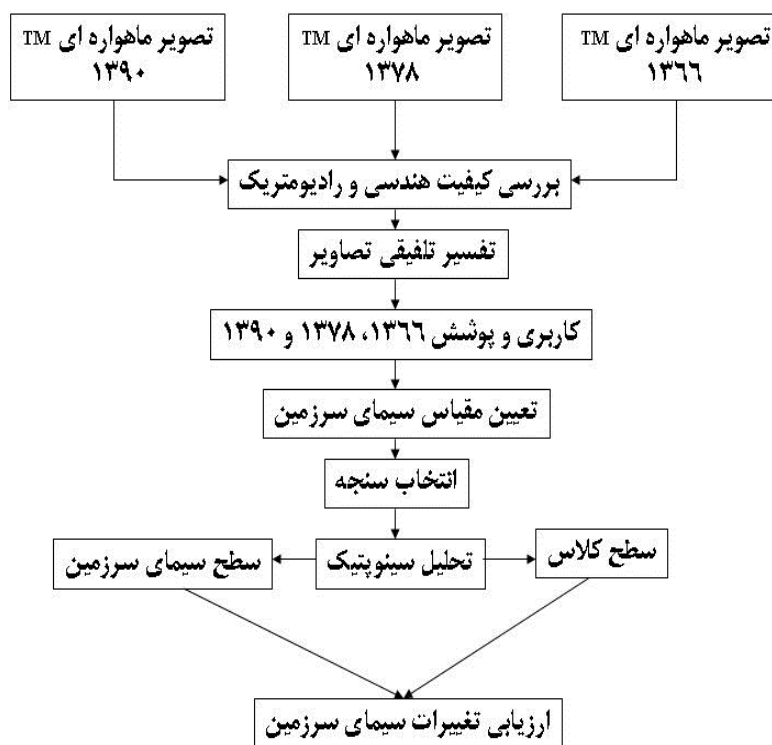 تصویر ماهواره ای TM
۱۳۶۶
تصویر ماهواره ای TM
۱۳۷۸
تصویر ماهواره ای TM
۱۳۹۰
بررسی کیفیت هندسی و رادیومتریک
تفسیر تلفیقی تصاویر
کاربری و پوشش ۱۳۶۶، ۱۳۷۸ و ۱۳۹۰
تعیین مقیاس سیمای سرزمین
انتخاب سنجه
سطح کلاس
تحلیل سینوپتیک
سطح سیمای سرزمین
ارزیابی تغییرات سیمای سرزمین